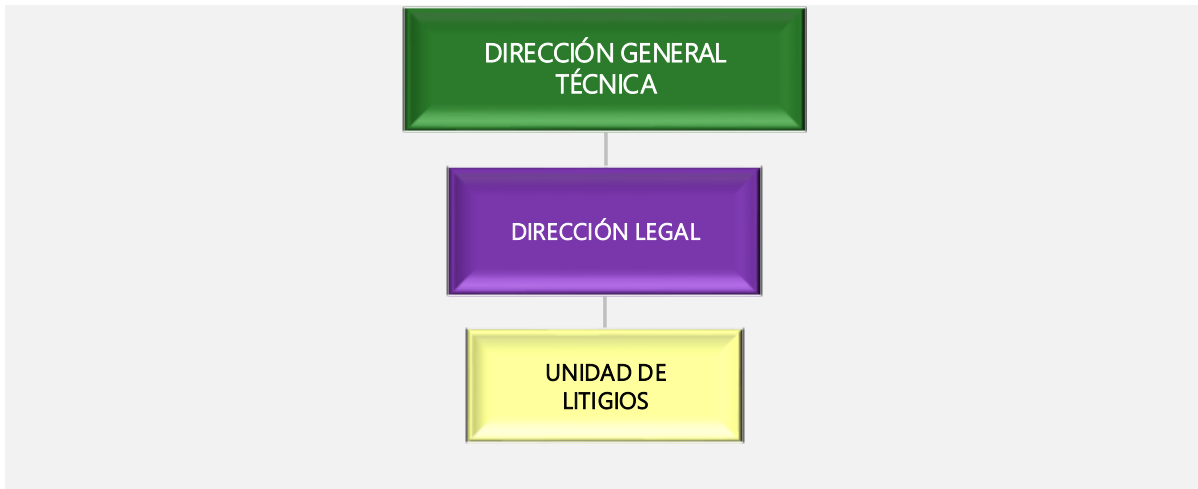 DIRECCIÓN GENERAL
TÉCNICA
DIRECCIÓN LEGAL
UNIDAD DE
LITIGIOS